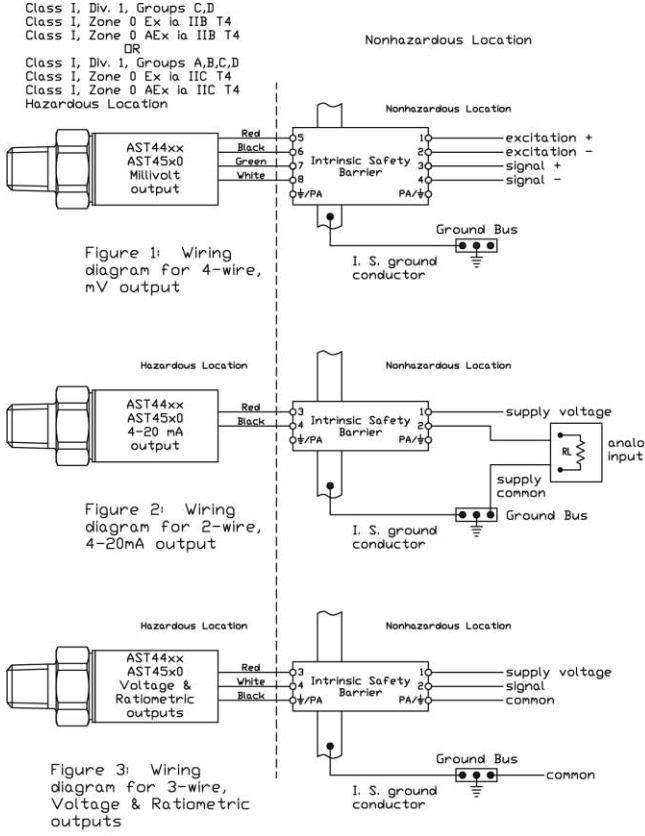 Class I, Div. 1, Groups C,D
Class I, Zone 0 Ex ia IIB T4
Class I, Zone 0 AEx ia IIB T4
OR
Class I, Div. 1, Groups A,B,C,D
Class I, Zone 0 Ex ia IIC T4
Class I, Zone 0 AEx ia IIC T4
Hazardous Location
Nonhazardous Location
Nonhazardous Location
AST44xx
AST45x0
Millivolt
output
Red
Black
Green
White
5
6
7
8
⏚/PA
Intrinsic Safety
Barrier
1
2
3
4
PA/⏚
excitation +
excitation -
signal +
signal -
Ground Bus
I. S. ground
conductor
Figure 1: Wiring
diagram for 4-wire,
mV output
Hazardous Location
Nonhazardous Location
AST44xx
AST45x0
4-20 mA
output
Red
Black
3
4
⏚/PA
Intrinsic Safety
Barrier
1
2
PA/⏚
supply voltage
RL
analo
input
supply
common
Ground Bus
I. S. ground
conductor
Figure 2: Wiring
diagram for 2-wire,
4-20mA output
Hazardous Location
Nonhazardous Location
AST44xx
AST45x0
Voltage &
Ratiometric
outputs
Red
White
Black
3
4
⏚/PA
Intrinsic Safety
Barrier
1
2
PA/⏚
supply voltage
signal
common
Ground Bus
common
I. S. ground
conductor
Figure 3: Wiring
diagram for 3-wire,
Voltage & Ratiometric
outputs